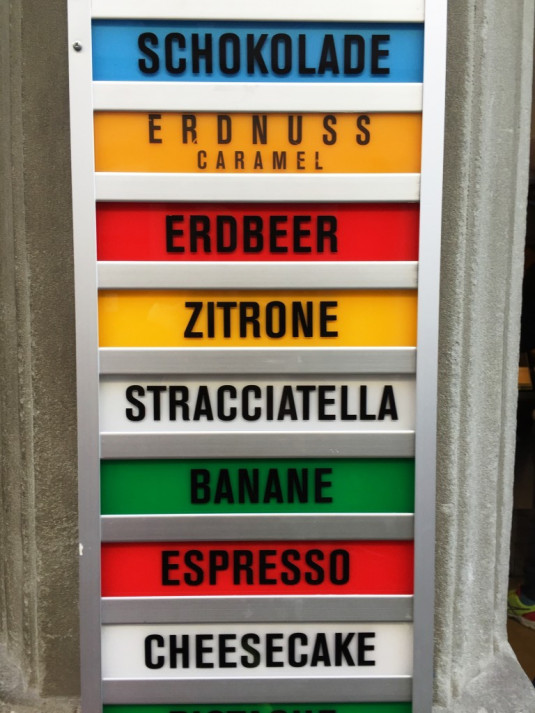 SCHOKOLADE
ERDNUSS
CARAMEL
ERDBEER
ZITRONE
STRACCIATELLA
BANANE
ESPRESSO
CHEESECAKE